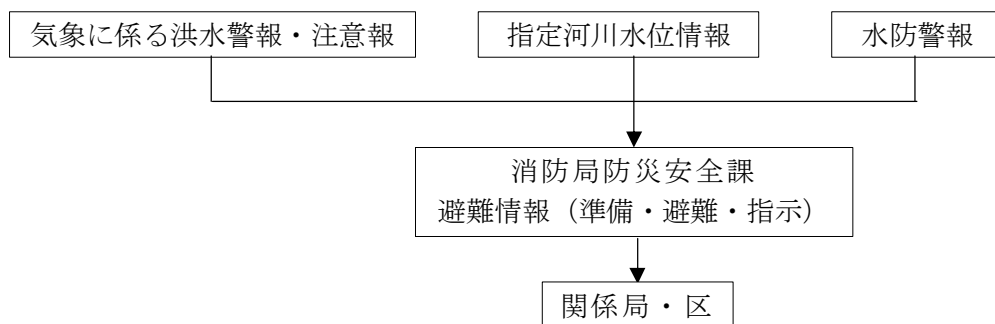 気象に係る洪水警報・注意報
指定河川水位情報
水防警報
消防局防災安全課
避難情報（準備・避難・指示）
関係局・区